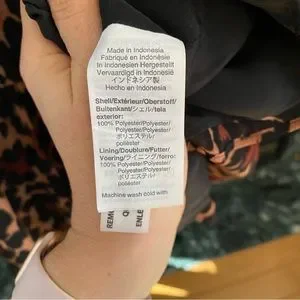 Made in Indonesia
Fabriqué en Indonésie
In Indonesien Hergestellt
Vervaardigd in Indonesië
インドネシア製
Hecho en Indonesia
Shell/Extérieur/Oberstoff/
Buitenkant/シェル/tela
exterior:
100% Polyester/Polyester/
Polyester/Polyester/
ポリエステル/
poliéster
Lining/Doublure/Futter/
Voering/ライニング/forro:
100% Polyester/Polyester/
Polyester/Polyester/
ポリエステル/
poliéster
Machine wash cold with
REM
ENLE